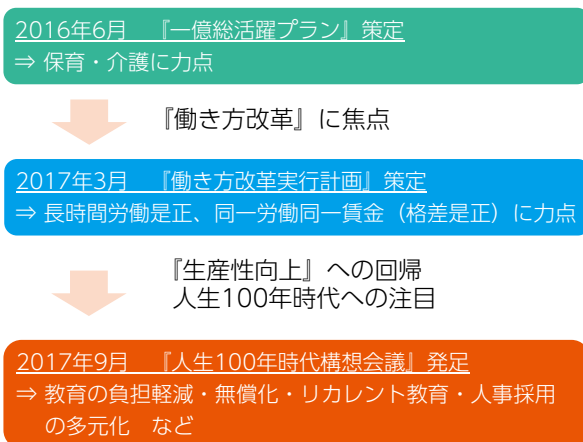 2016年6月　『一億総活躍プラン』策定
⇒ 保育・介護に力点
『働き方改革』に焦点
2017年3月　『働き方改革実行計画』策定
⇒ 長時間労働是正、同一労働同一賃金（格差是正）に力点
『生産性向上』への回帰
人生100年時代への注目
2017年9月　『人生100年時代構想会議』発足
⇒ 教育の負担軽減・無償化・リカレント教育・人事採用
の多元化　など